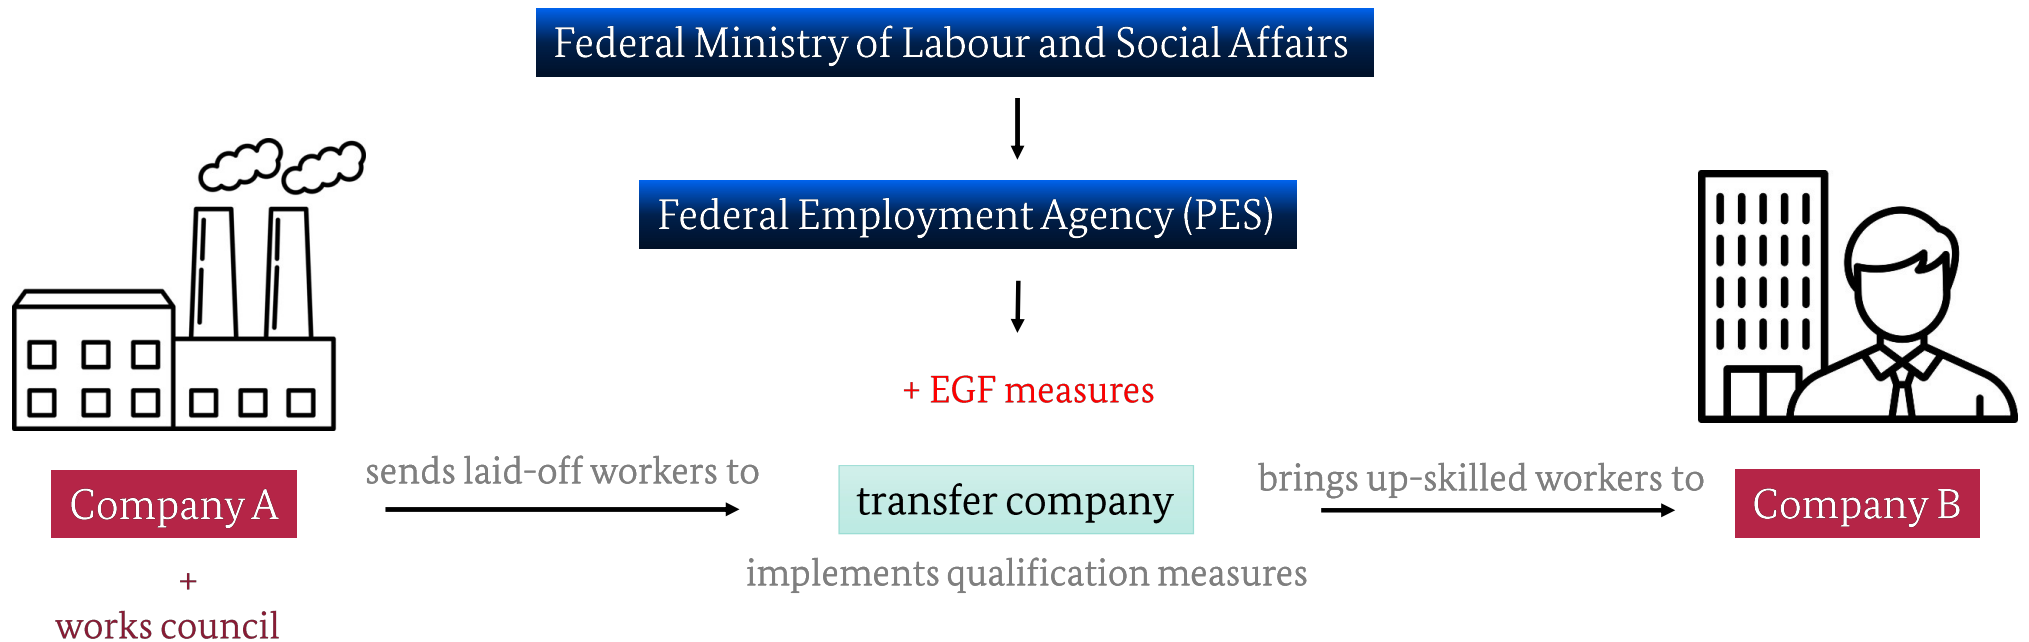 Federal Ministry of Labour and Social Affairs
Federal Employment Agency (PES)
+ EGF measures
sends laid-off workers to
brings up-skilled workers to
Company A
transfer company
Company B
implements qualification measures
+
works council